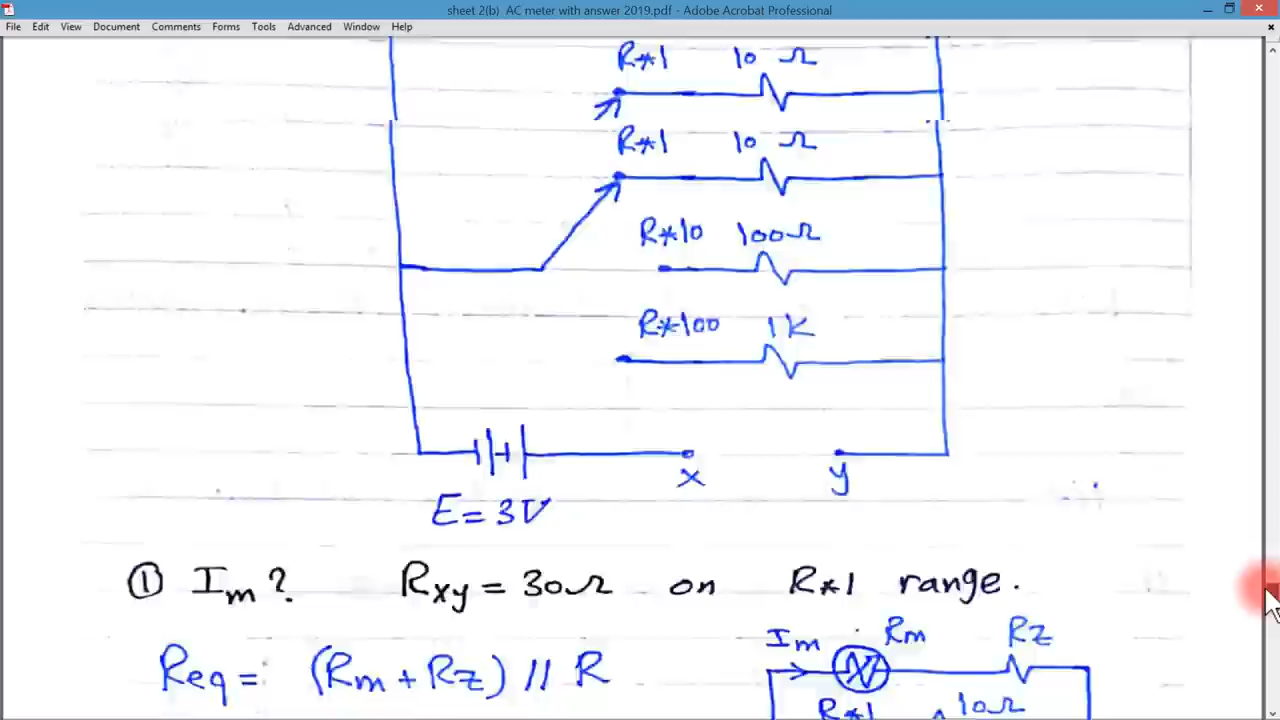 sheet 2(b) AC meter with answer 2019.pdf - Adobe Acrobat Professional
File Edit View Document Comments Forms Tools Advanced Window Help
R*1 10 Ω
R*1 10 Ω
R*10 100Ω
R*100 1K
x y
E = 3V
① Im? Rxy = 30Ω on R*1 range.
Im Rm Rz
Req = (Rm + Rz) // R
R*1 10Ω